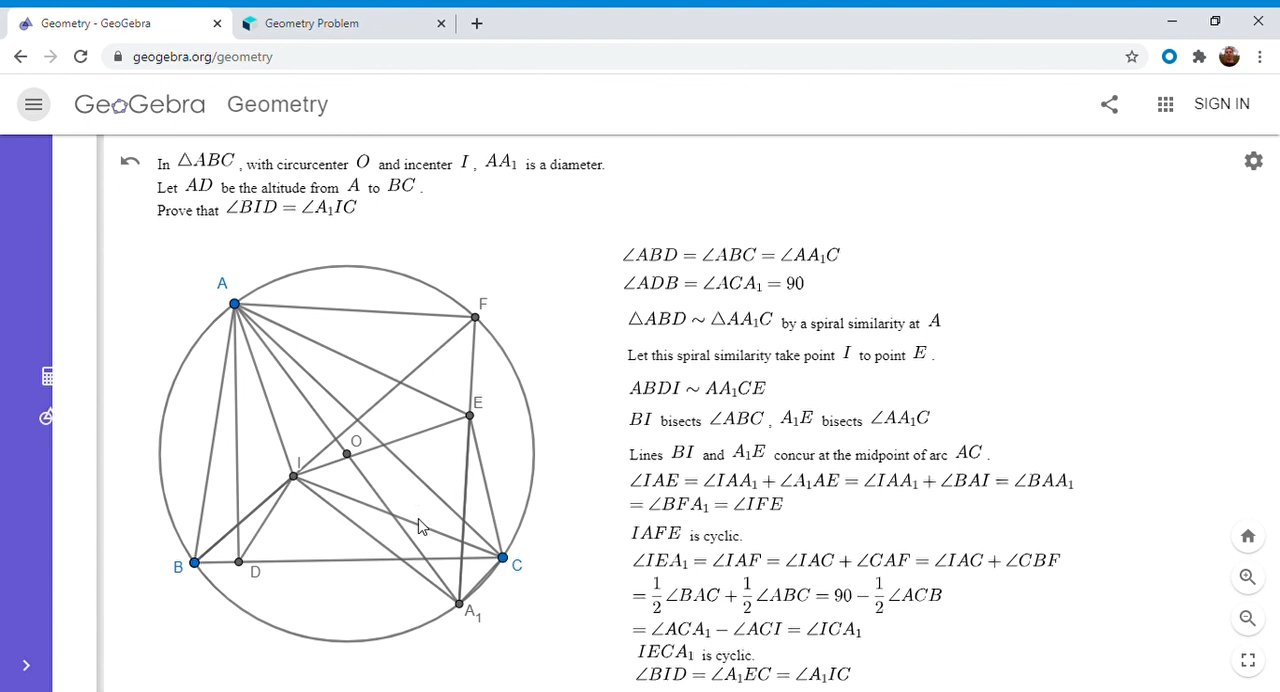 Geometry - GeoGebra
Geometry Problem
geogebra.org/geometry
GeoGebra Geometry
SIGN IN
In △ABC , with circurcenter O and incenter I , AA₁ is a diameter.
Let AD be the altitude from A to BC .
Prove that ∠BID = ∠A₁IC
A
F
E
O
I
B
D
C
A₁
∠ABD = ∠ABC = ∠AA₁C
∠ADB = ∠ACA₁ = 90
△ABD ∼ △AA₁C by a spiral similarity at A
Let this spiral similarity take point I to point E .
ABDI ∼ AA₁CE
BI bisects ∠ABC , A₁E bisects ∠AA₁C
Lines BI and A₁E concur at the midpoint of arc AC .
∠IAE = ∠IAA₁ + ∠A₁AE = ∠IAA₁ + ∠BAI = ∠BAA₁
= ∠BFA₁ = ∠IFE
IAFE is cyclic.
∠IEA₁ = ∠IAF = ∠IAC + ∠CAF = ∠IAC + ∠CBF
= 1/2 ∠BAC + 1/2 ∠ABC = 90 − 1/2 ∠ACB
= ∠ACA₁ − ∠ACI = ∠ICA₁
IECA₁ is cyclic.
∠BID = ∠A₁EC = ∠A₁IC